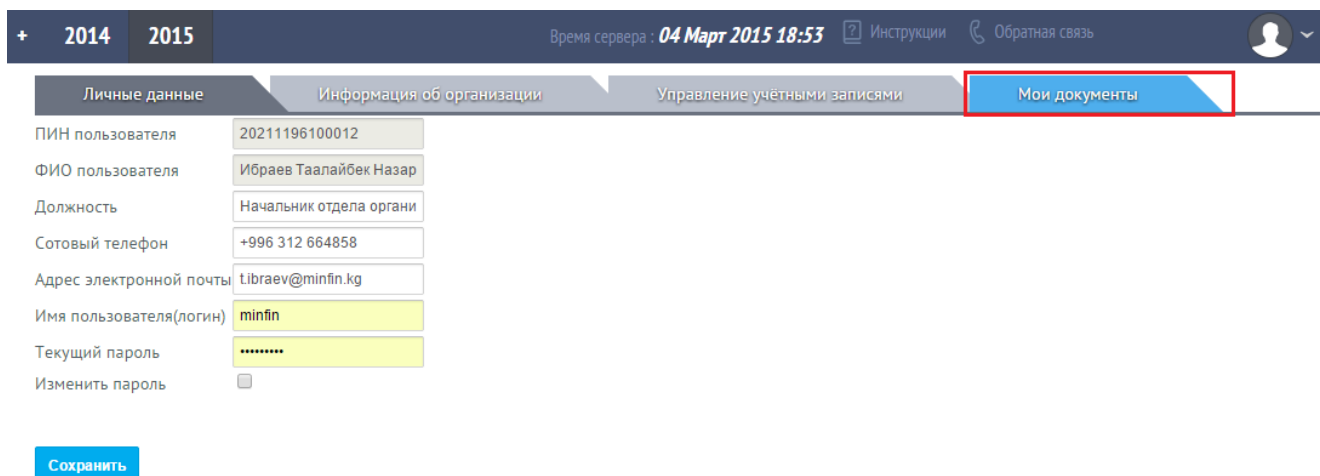 + 2014 2015 Время сервера : 04 Март 2015 18:53 Инструкции Обратная связь
Личные данные Информация об организации Управление учётными записями Мои документы
ПИН пользователя 20211196100012
ФИО пользователя Ибраев Таалайбек Назар
Должность Начальник отдела органи
Сотовый телефон +996 312 664858
Адрес электронной почты t.ibraev@minfin.kg
Имя пользователя(логин) minfin
Текущий пароль •••••••••
Изменить пароль
Сохранить